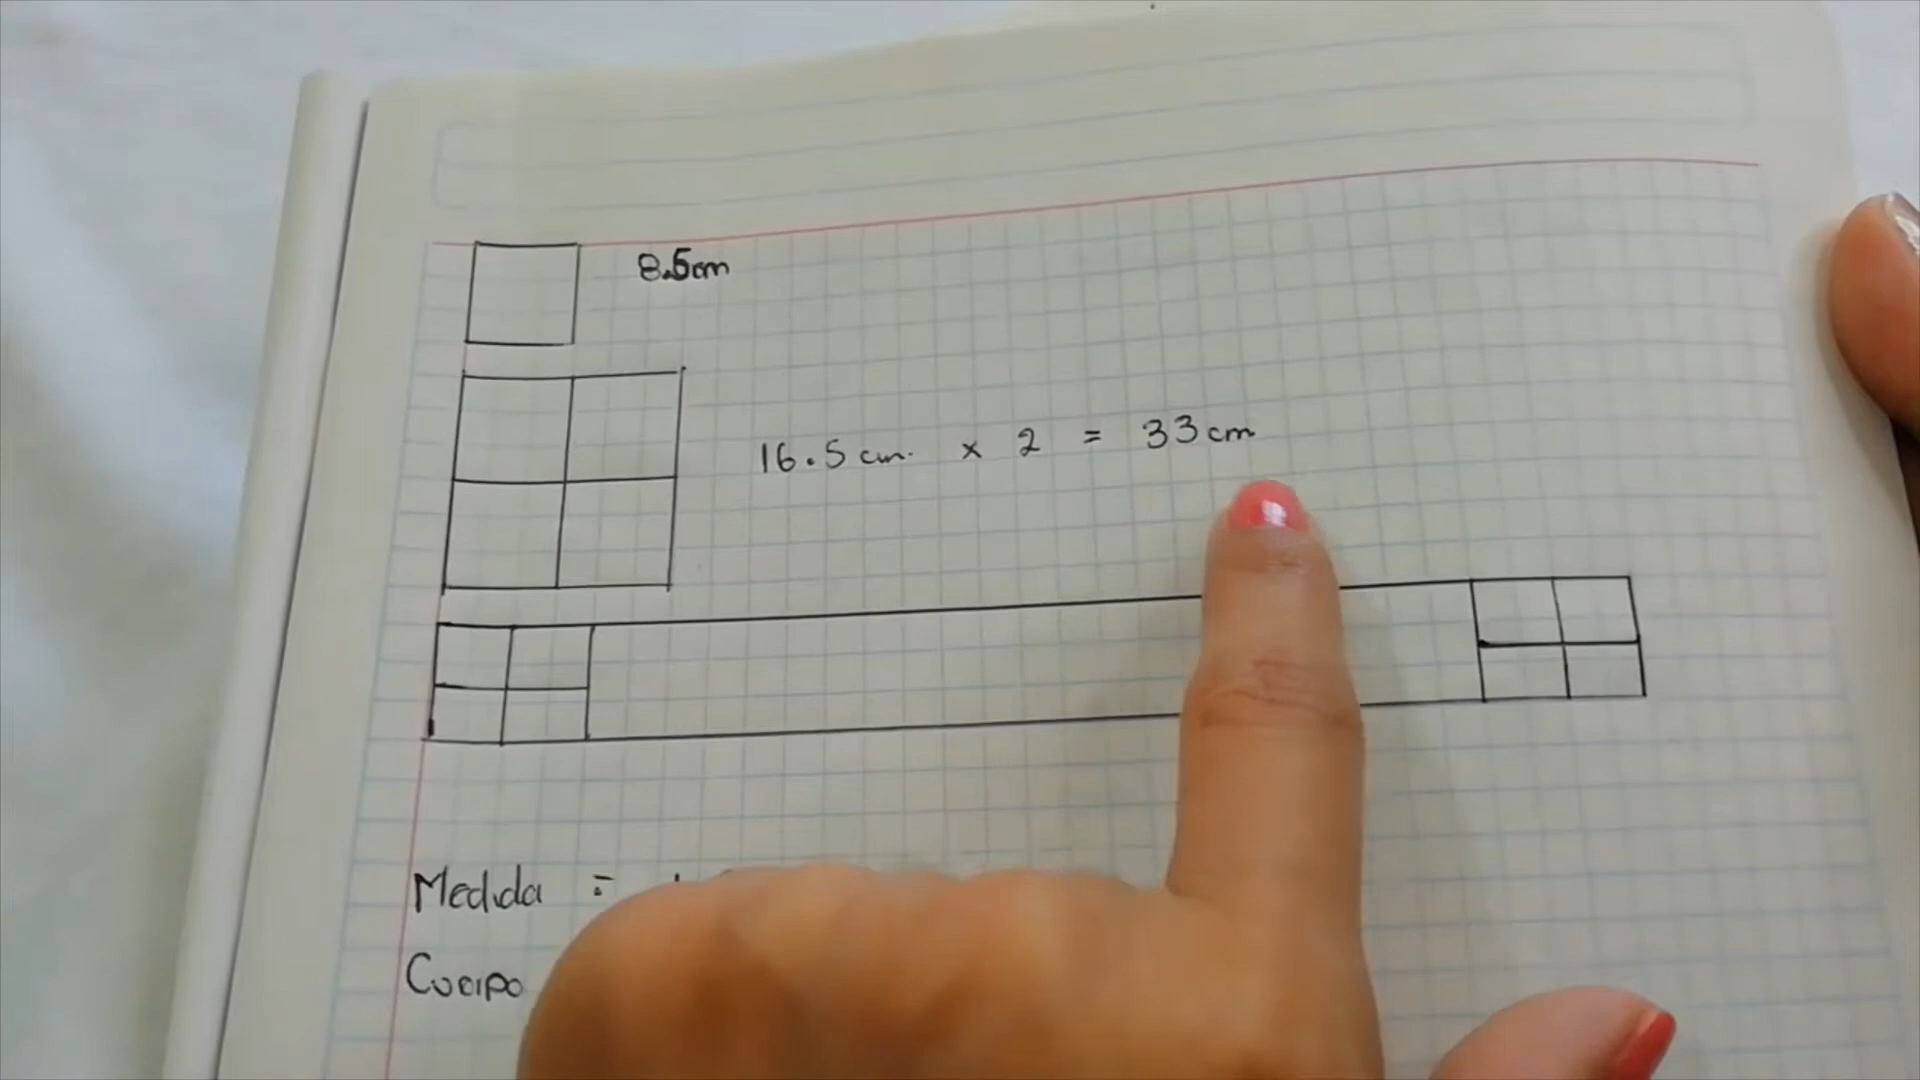 8.5cm
16.5 cm. x 2 = 33 cm
Medida =
Cuerpo